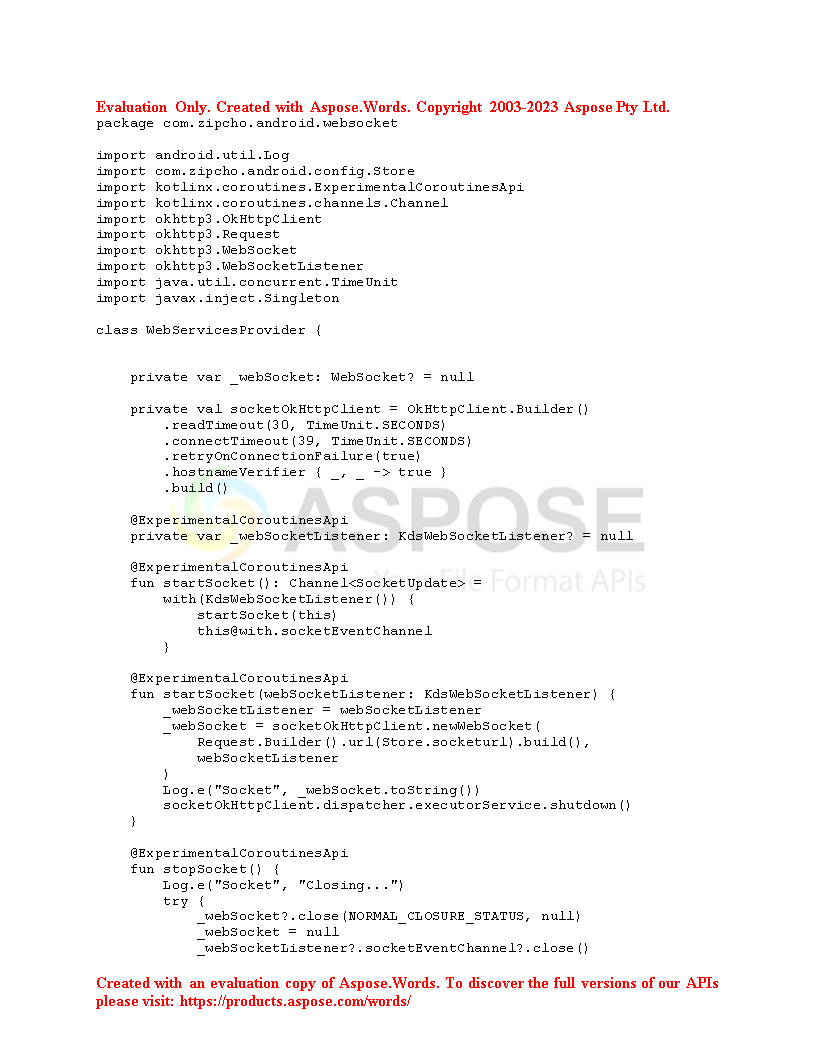 Evaluation Only. Created with Aspose.Words. Copyright 2003-2023 Aspose Pty Ltd.
package com.zipcho.android.websocket

import android.util.Log
import com.zipcho.android.config.Store
import kotlinx.coroutines.ExperimentalCoroutinesApi
import kotlinx.coroutines.channels.Channel
import okhttp3.OkHttpClient
import okhttp3.Request
import okhttp3.WebSocket
import okhttp3.WebSocketListener
import java.util.concurrent.TimeUnit
import javax.inject.Singleton

class WebServicesProvider {

    private var _webSocket: WebSocket? = null

    private val socketOkHttpClient = OkHttpClient.Builder()
        .readTimeout(30, TimeUnit.SECONDS)
        .connectTimeout(39, TimeUnit.SECONDS)
        .retryOnConnectionFailure(true)
        .hostnameVerifier { _, _ -> true }
        .build()

ASPOSE
    @ExperimentalCoroutinesApi
    private var _webSocketListener: KdsWebSocketListener? = null

    @ExperimentalCoroutinesApi
    fun startSocket(): Channel<SocketUpdate> =
Your File Format APIs
        with(KdsWebSocketListener()) {
            startSocket(this)
            this@with.socketEventChannel
        }

    @ExperimentalCoroutinesApi
    fun startSocket(webSocketListener: KdsWebSocketListener) {
        _webSocketListener = webSocketListener
        _webSocket = socketOkHttpClient.newWebSocket(
            Request.Builder().url(Store.socketurl).build(),
            webSocketListener
        )
        Log.e("Socket", _webSocket.toString())
        socketOkHttpClient.dispatcher.executorService.shutdown()
    }

    @ExperimentalCoroutinesApi
    fun stopSocket() {
        Log.e("Socket", "Closing...")
        try {
            _webSocket?.close(NORMAL_CLOSURE_STATUS, null)
            _webSocket = null
            _webSocketListener?.socketEventChannel?.close()

Created with an evaluation copy of Aspose.Words. To discover the full versions of our APIs
please visit: https://products.aspose.com/words/